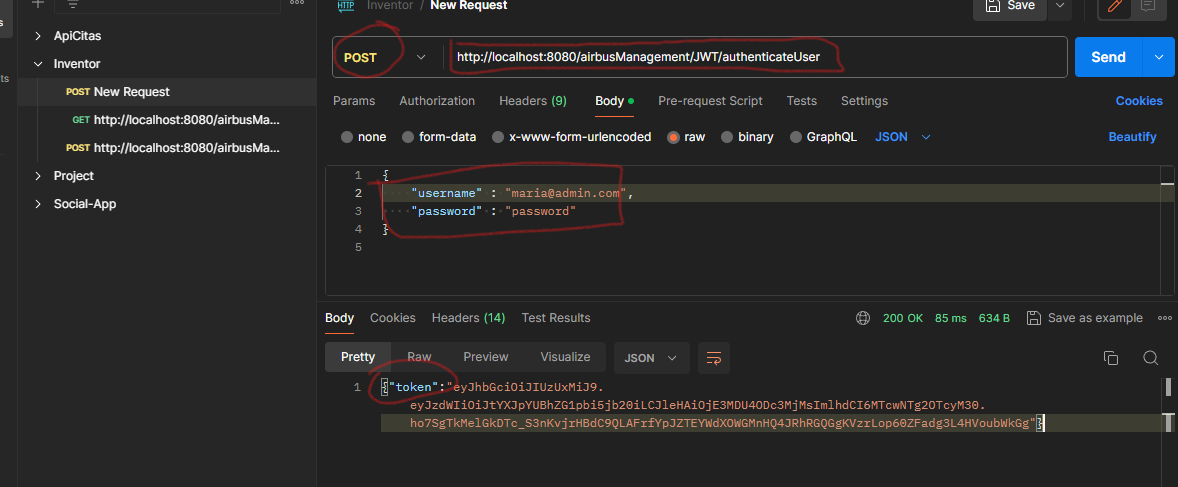 Inventor / New Request
Save
ApiCitas
Inventor
POST New Request
GET http://localhost:8080/airbusMa...
POST http://localhost:8080/airbusMa...
Project
Social-App
ts
HTTP
POST http://localhost:8080/airbusManagement/JWT/authenticateUser
Send
Params Authorization Headers (9) Body Pre-request Script Tests Settings Cookies
none form-data x-www-form-urlencoded raw binary GraphQL JSON Beautify
1 {
2 "username" : "maria@admin.com",
3 "password" : "password"
4 }
5
Body Cookies Headers (14) Test Results 200 OK 85 ms 634 B Save as example
Pretty Raw Preview Visualize JSON
1 {"token":"eyJhbGciOiJIUzUxMiJ9.
eyJzdWIiOiJtYXJpYUBhZG1pbi5jb20iLCJleHAiOjE3MDU4ODc3MjMsImlhdCI6MTcwNTg2OTcyM30.
ho7SgTkMelGkDTc_S3nKvjrHBdC9QLAFrfYpJZTEYWdXOWGMnHQ4JRhRGQGgKVzrLop60ZFadg3L4HVoubWkGg"}